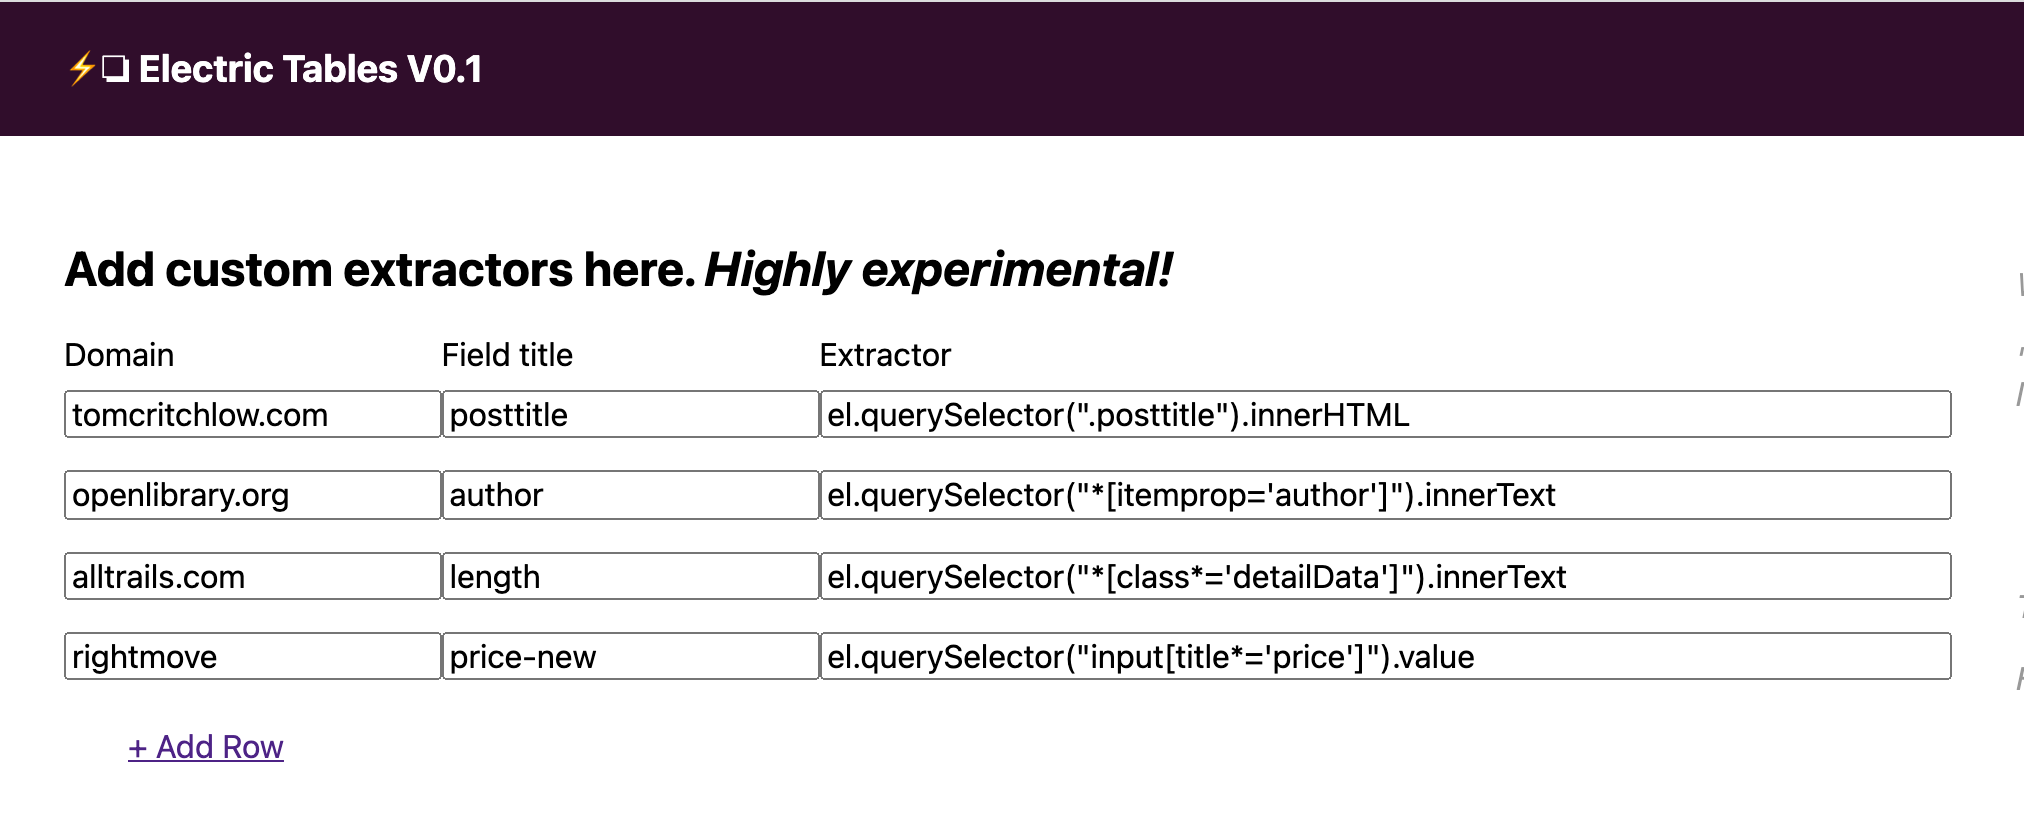 ⚡❏ Electric Tables V0.1
Add custom extractors here. Highly experimental!
Domain Field title Extractor
tomcritchlow.com posttitle el.querySelector(".posttitle").innerHTML
openlibrary.org author el.querySelector("*[itemprop='author']").innerText
alltrails.com length el.querySelector("*[class*='detailData']").innerText
rightmove price-new el.querySelector("input[title*='price']").value
+ Add Row